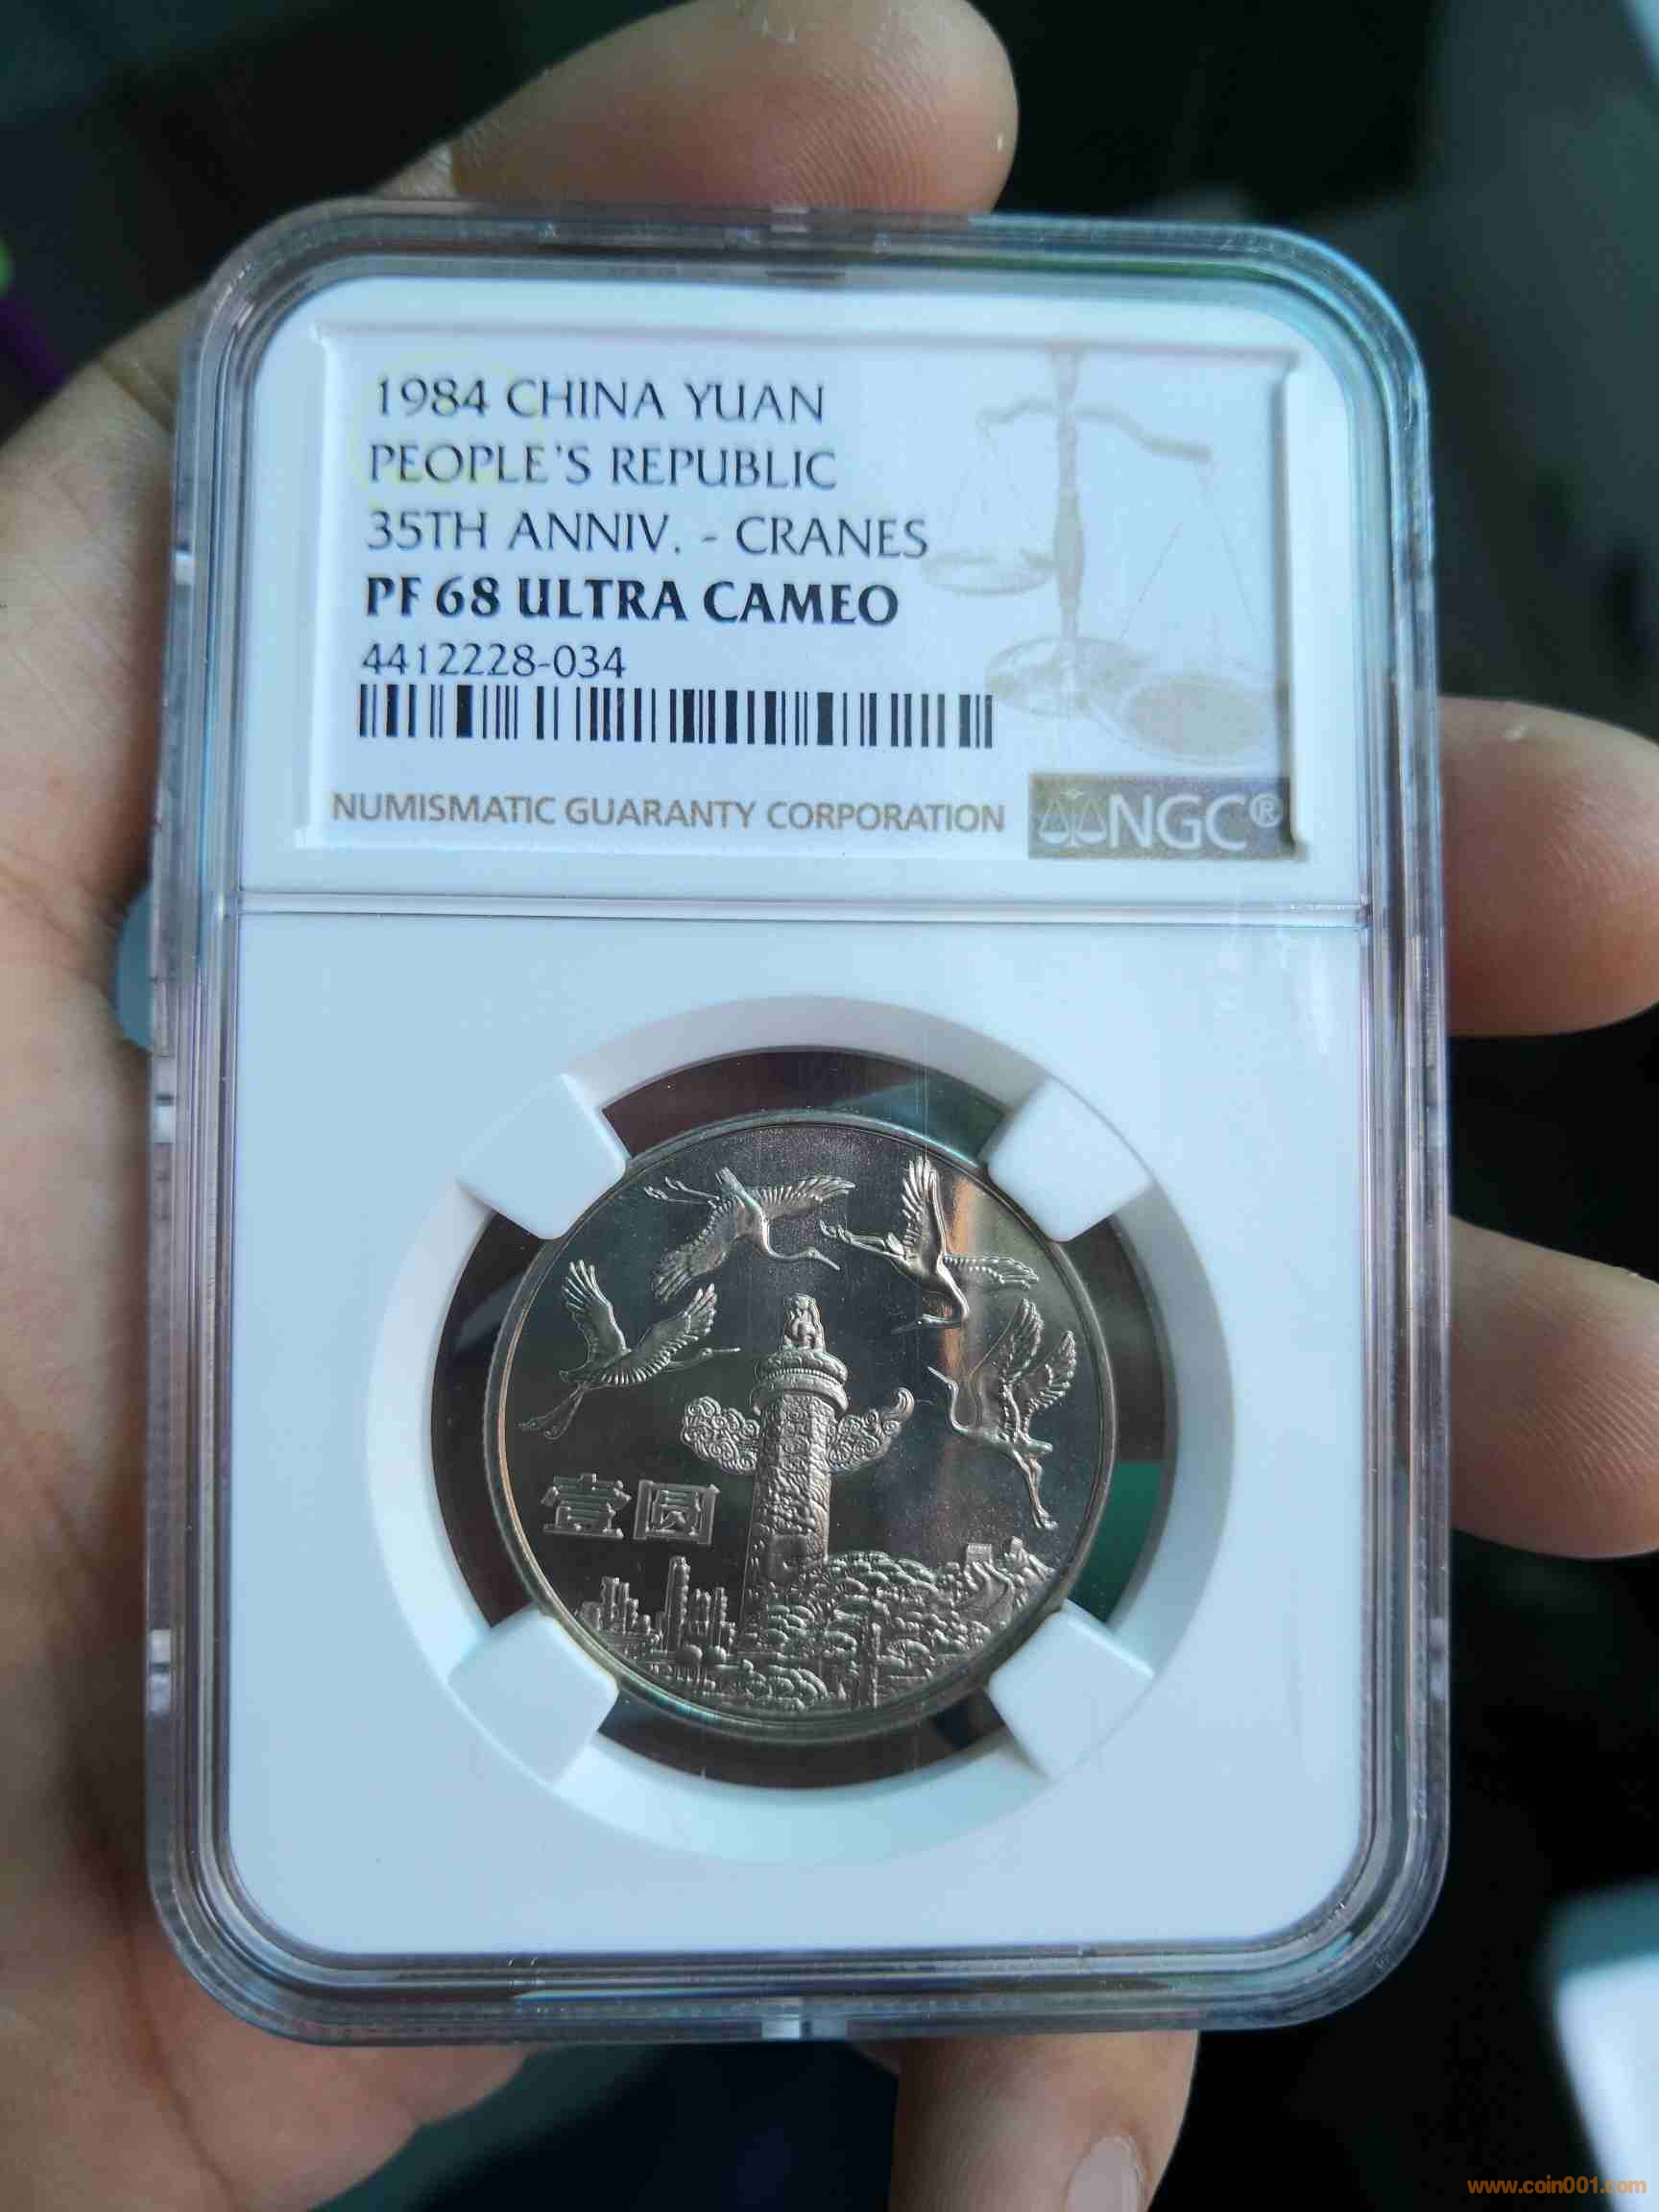 1984 CHINA YUAN
PEOPLE'S REPUBLIC
35TH ANNIV. - CRANES
PF 68 ULTRA CAMEO
4412228-034
NUMISMATIC GUARANTY CORPORATION NGC®
壹圆
www.coin001.com